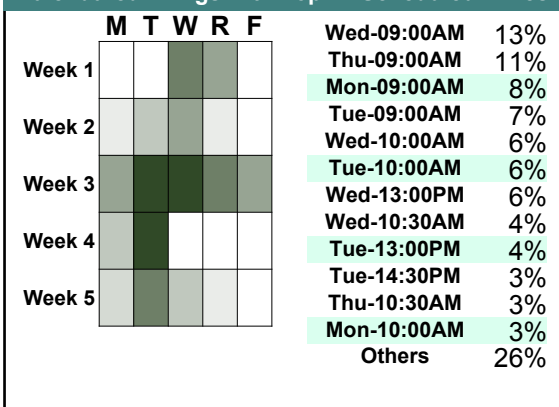 M T W R F
Week 1
Week 2
Week 3
Week 4
Week 5
Wed-09:00AM 13%
Thu-09:00AM 11%
Mon-09:00AM 8%
Tue-09:00AM 7%
Wed-10:00AM 6%
Tue-10:00AM 6%
Wed-13:00PM 6%
Wed-10:30AM 4%
Tue-13:00PM 4%
Tue-14:30PM 3%
Thu-10:30AM 3%
Mon-10:00AM 3%
Others 26%